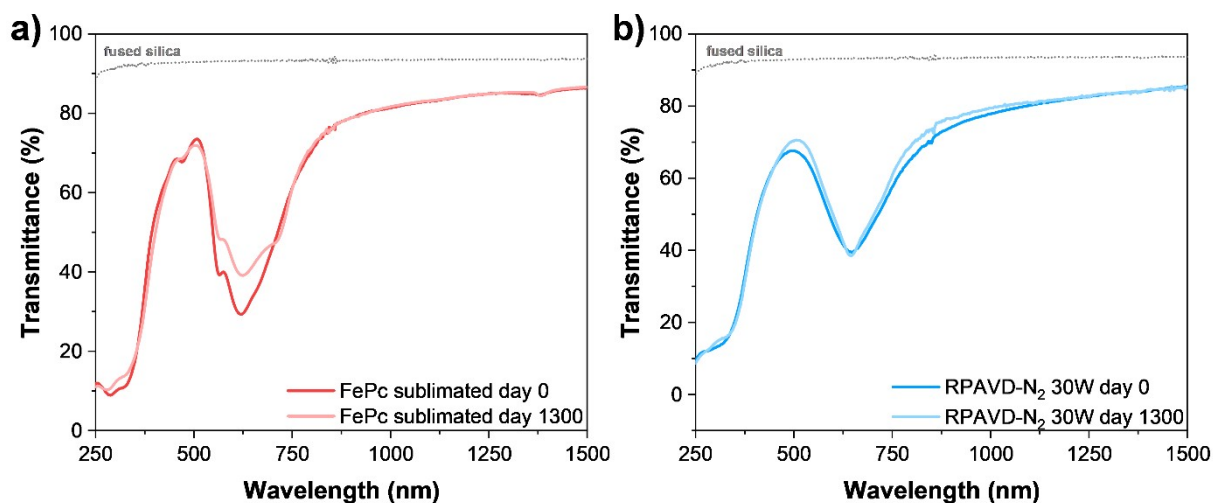 a)
100
80
60
40
20
0
Transmittance (%)
fused silica
FePc sublimated day 0
FePc sublimated day 1300
250
500
750
1000
1250
1500
Wavelength (nm)
b)
100
80
60
40
20
0
Transmittance (%)
fused silica
RPAVD-N₂ 30W day 0
RPAVD-N₂ 30W day 1300
250
500
750
1000
1250
1500
Wavelength (nm)